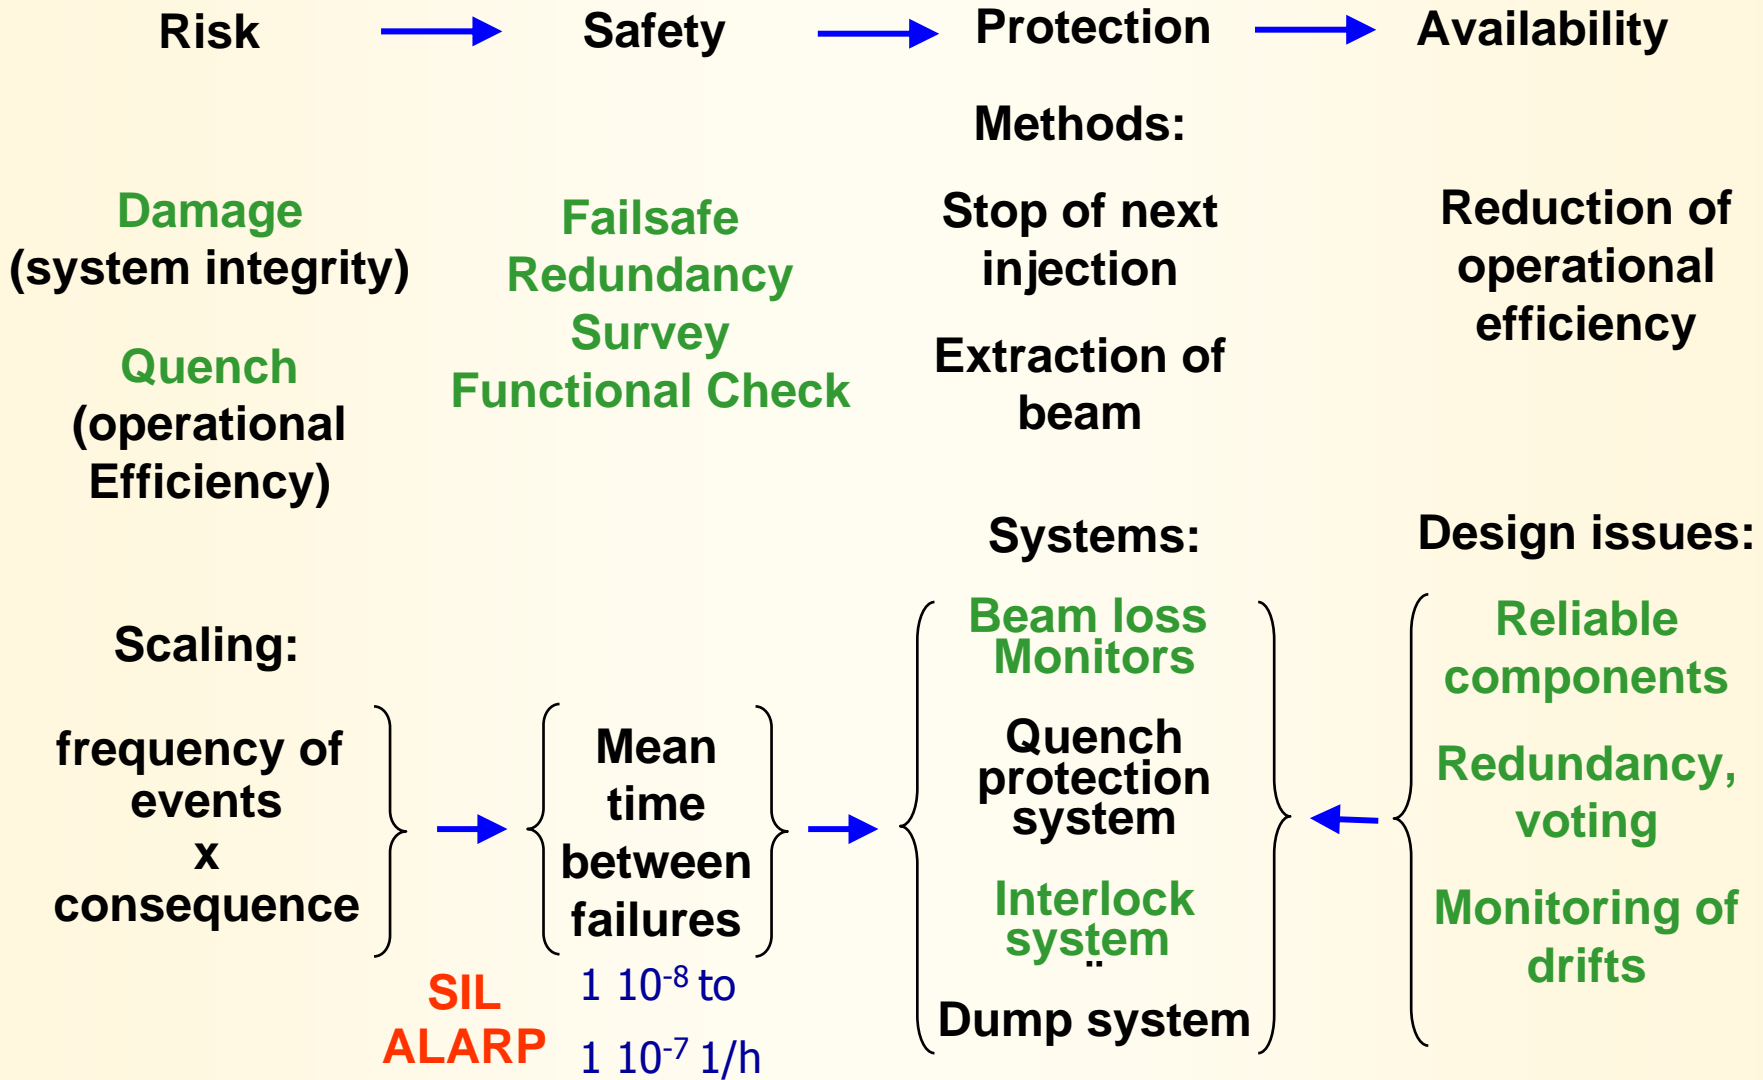 Risk
Safety
Protection
Availability
Damage
(system integrity)
Quench
(operational
Efficiency)
Failsafe
Redundancy
Survey
Functional Check
Methods:
Stop of next
injection
Extraction of
beam
Reduction of
operational
efficiency
Scaling:
frequency of
events
x
consequence
SIL
ALARP
Mean
time
between
failures
1 10⁻⁸ to
1 10⁻⁷ 1/h
Systems:
Beam loss
Monitors
Quench
protection
system
Interlock
system
..
Dump system
Design issues:
Reliable
components
Redundancy,
voting
Monitoring of
drifts